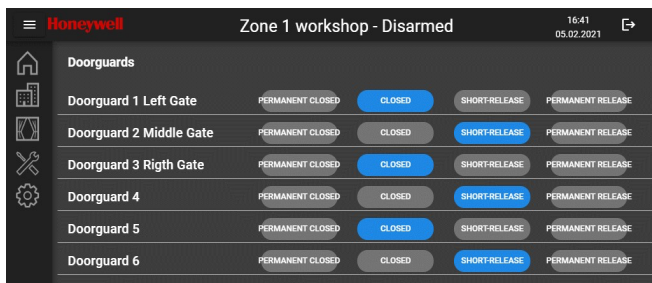 Honeywell Zone 1 workshop - Disarmed 16:41
05.02.2021
Doorguards
Doorguard 1 Left Gate PERMANENT CLOSED CLOSED SHORT-RELEASE PERMANENT RELEASE
Doorguard 2 Middle Gate PERMANENT CLOSED CLOSED SHORT-RELEASE PERMANENT RELEASE
Doorguard 3 Rigth Gate PERMANENT CLOSED CLOSED SHORT-RELEASE PERMANENT RELEASE
Doorguard 4 PERMANENT CLOSED CLOSED SHORT-RELEASE PERMANENT RELEASE
Doorguard 5 PERMANENT CLOSED CLOSED SHORT-RELEASE PERMANENT RELEASE
Doorguard 6 PERMANENT CLOSED CLOSED SHORT-RELEASE PERMANENT RELEASE